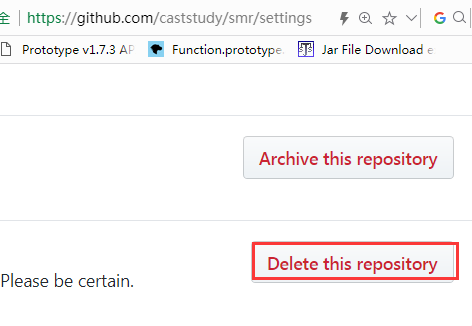 全 https://github.com/caststudy/smr/settings
Prototype v1.7.3 AP Function.prototype. Jar File Download e
Archive this repository
Delete this repository
Please be certain.